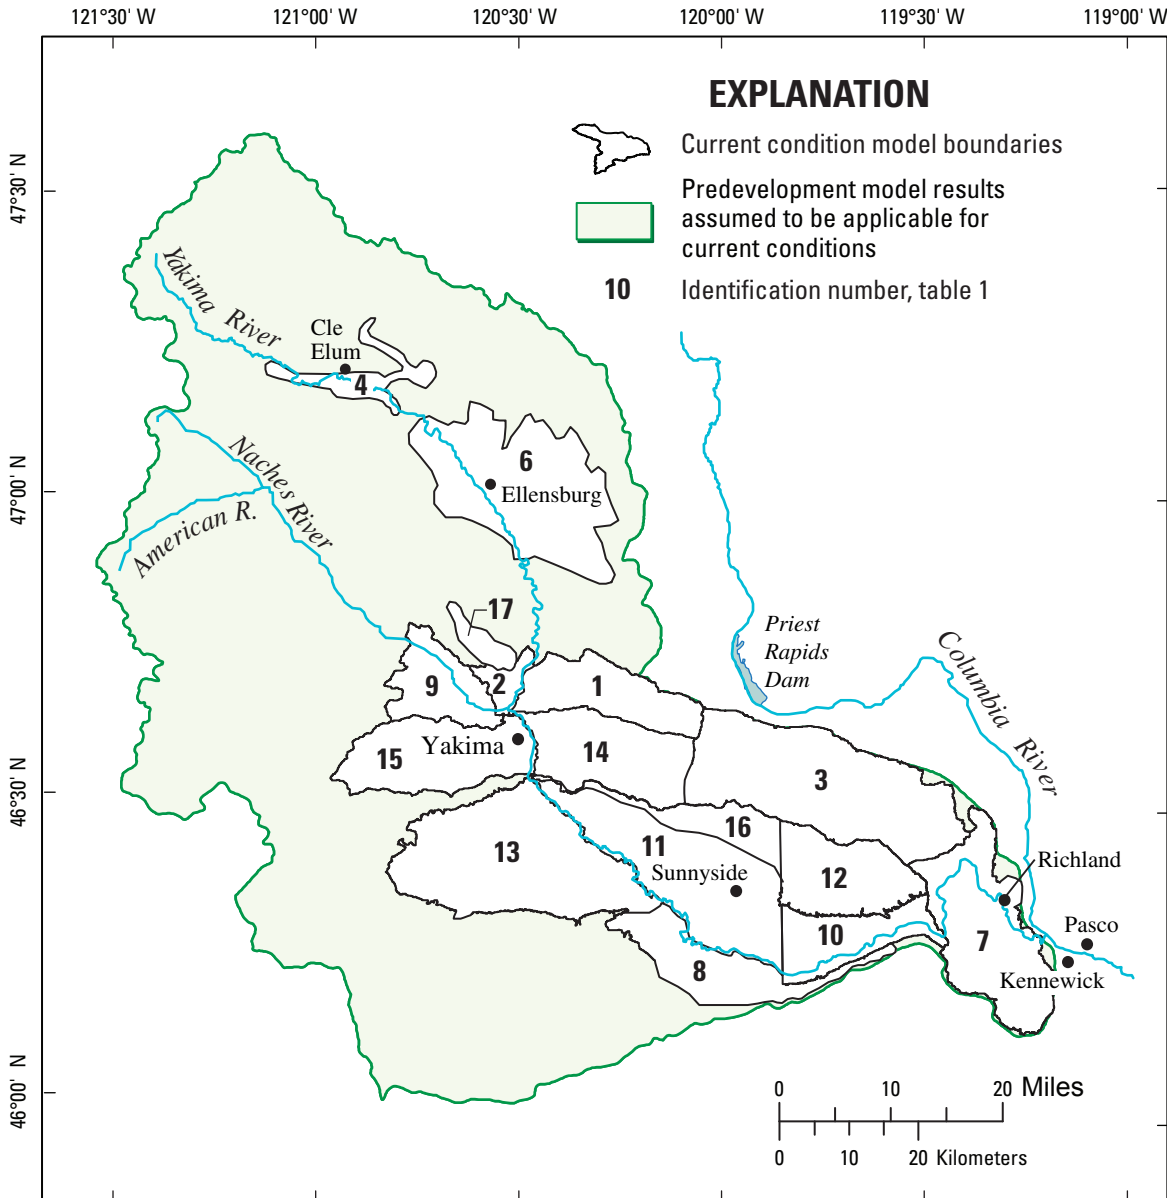 121°30' W
121°00' W
120°30' W
120°00' W
119°30' W
119°00' W
EXPLANATION
Current condition model boundaries
Predevelopment model results
assumed to be applicable for
current conditions
10
Identification number, table 1
47°30' N
47°00' N
46°30' N
46°00' N
Yakima River
Cle
Elum
4
Naches River
American R.
6
Ellensburg
17
Priest
Rapids
Dam
Columbia River
9
2
1
Yakima
15
14
3
13
11
16
Sunnyside
12
Richland
10
7
Pasco
8
Kennewick
0
10
20 Miles
0
10
20 Kilometers